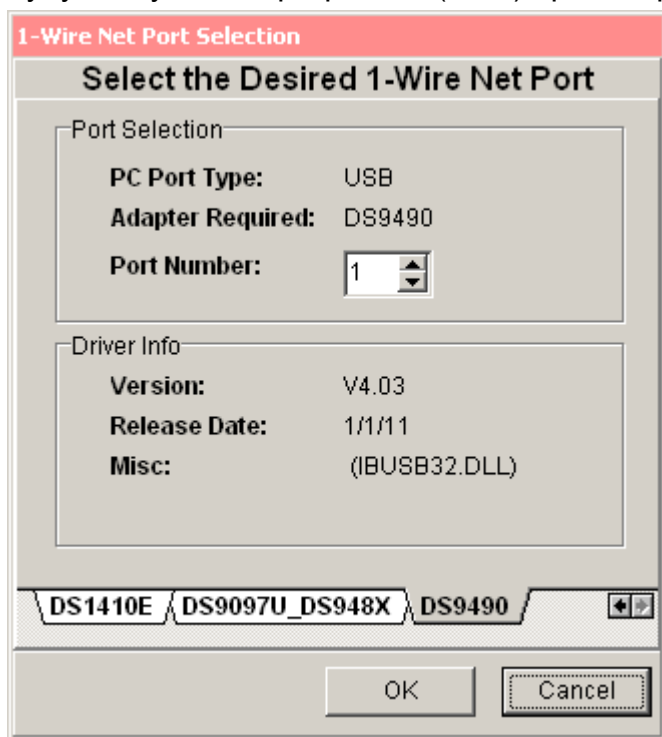 1-Wire Net Port Selection
Select the Desired 1-Wire Net Port
Port Selection
PC Port Type: USB
Adapter Required: DS9490
Port Number: 1
Driver Info
Version: V4.03
Release Date: 1/1/11
Misc: (IBUSB32.DLL)
DS1410E DS9097U_DS948X DS9490
OK Cancel